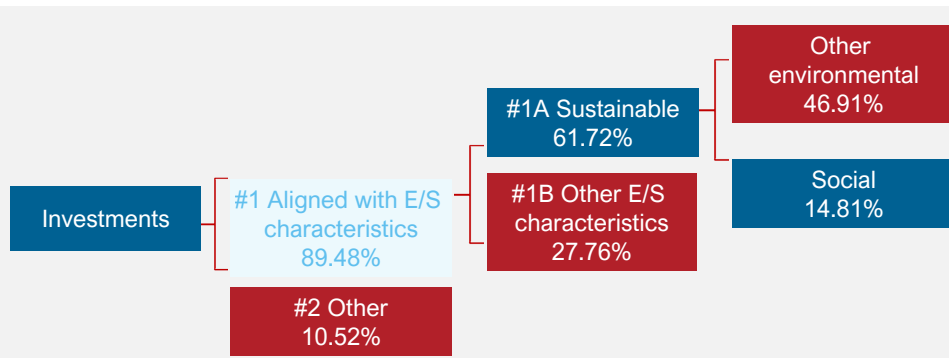 Investments
#1 Aligned with E/S
characteristics
89.48%
#2 Other
10.52%
#1A Sustainable
61.72%
#1B Other E/S
characteristics
27.76%
Other
environmental
46.91%
Social
14.81%